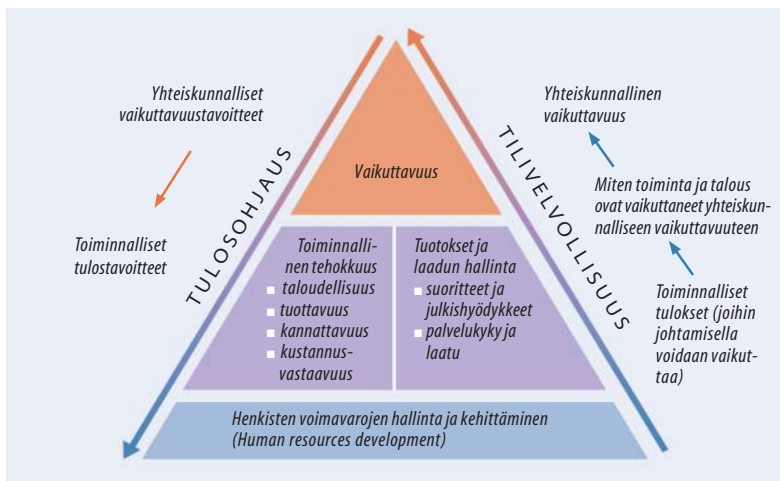 Yhteiskunnalliset
vaikuttavuustavoitteet
Toiminnalliset
tulostavoitteet
TULOSOHJAUS
Vaikuttavuus
Toiminnalli-
nen tehokkuus
▪ taloudellisuus
▪ tuottavuus
▪ kannattavuus
▪ kustannus-
vastaavuus
Tuotokset ja
laadun hallinta
▪ suoritteet ja
julkishyödykkeet
▪ palvelukyky ja
laatu
Henkisten voimavarojen hallinta ja kehittäminen
(Human resources development)
TILIVELVOLLISUUS
Yhteiskunnallinen
vaikuttavuus
Miten toiminta ja talous
ovat vaikuttaneet yhteiskun-
nalliseen vaikuttavuuteen
Toiminnalliset
tulokset (joihin
johtamisella
voidaan vaikut-
taa)